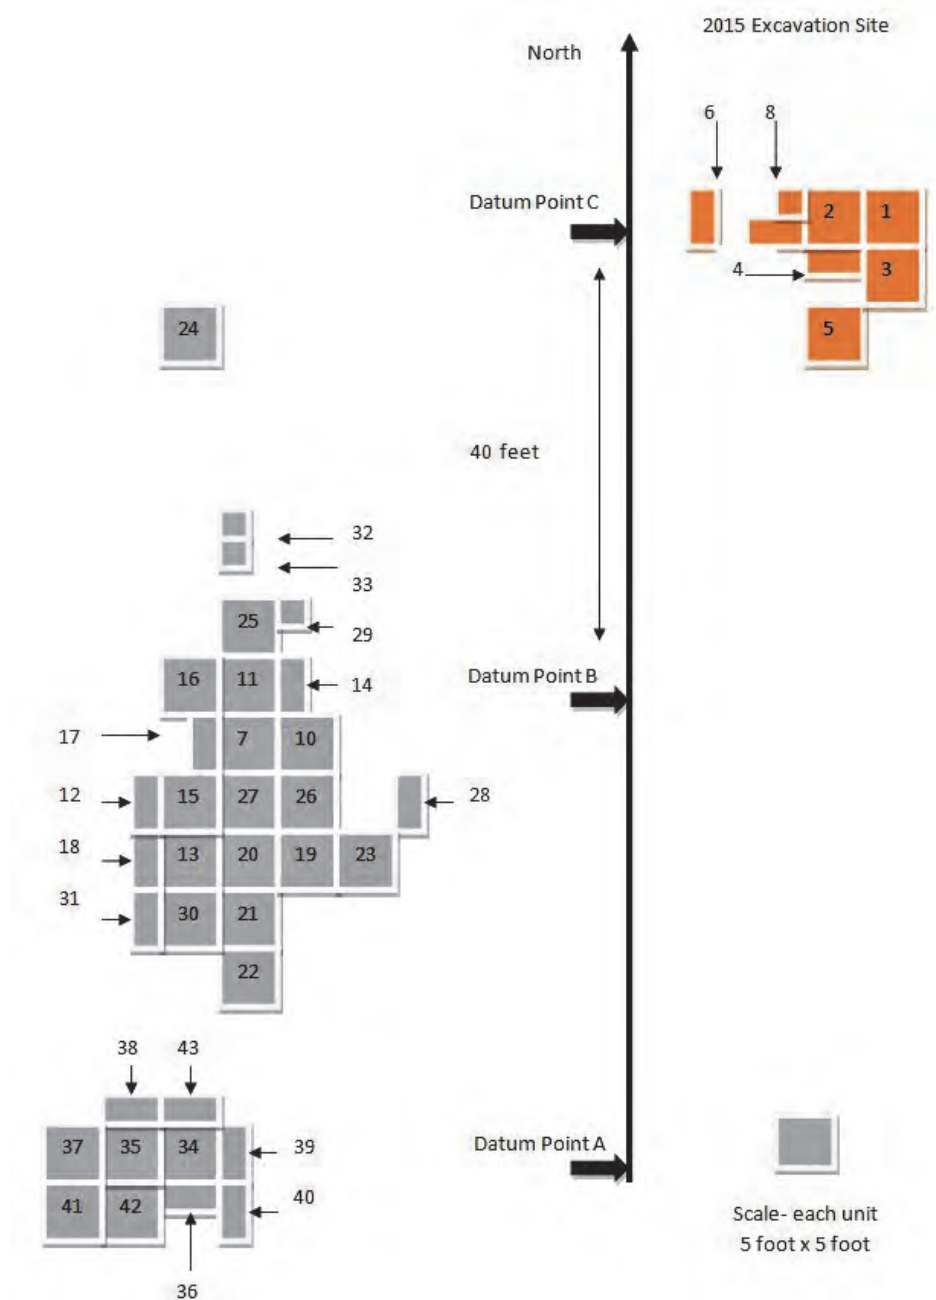 2015 Excavation Site
North
6 8
Datum Point C
2 1
4 3
24
5
40 feet
32
33
25
29
16 11 14
Datum Point B
17 7 10
12 15 27 26 28
18 13 20 19 23
31 30 21
22
38 43
37 35 34 39
Datum Point A
41 42 40
36
Scale- each unit
5 foot x 5 foot